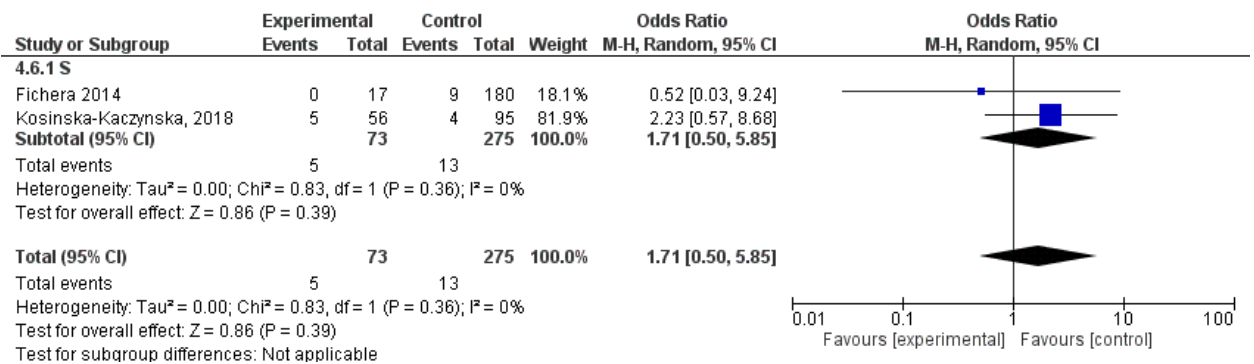 Experimental Control Odds Ratio Odds Ratio
Study or Subgroup Events Total Events Total Weight M-H, Random, 95% CI M-H, Random, 95% CI
4.6.1 S
Fichera 2014 0 17 9 180 18.1% 0.52 [0.03, 9.24]
Kosinska-Kaczynska, 2018 5 56 4 95 81.9% 2.23 [0.57, 8.68]
Subtotal (95% CI) 73 275 100.0% 1.71 [0.50, 5.85]
Total events 5 13
Heterogeneity: Tau² = 0.00; Chi² = 0.83, df = 1 (P = 0.36); I² = 0%
Test for overall effect: Z = 0.86 (P = 0.39)
Total (95% CI) 73 275 100.0% 1.71 [0.50, 5.85]
Total events 5 13
Heterogeneity: Tau² = 0.00; Chi² = 0.83, df = 1 (P = 0.36); I² = 0%
Test for overall effect: Z = 0.86 (P = 0.39)
Test for subgroup differences: Not applicable
0.01 0.1 1 10 100
Favours [experimental] Favours [control]